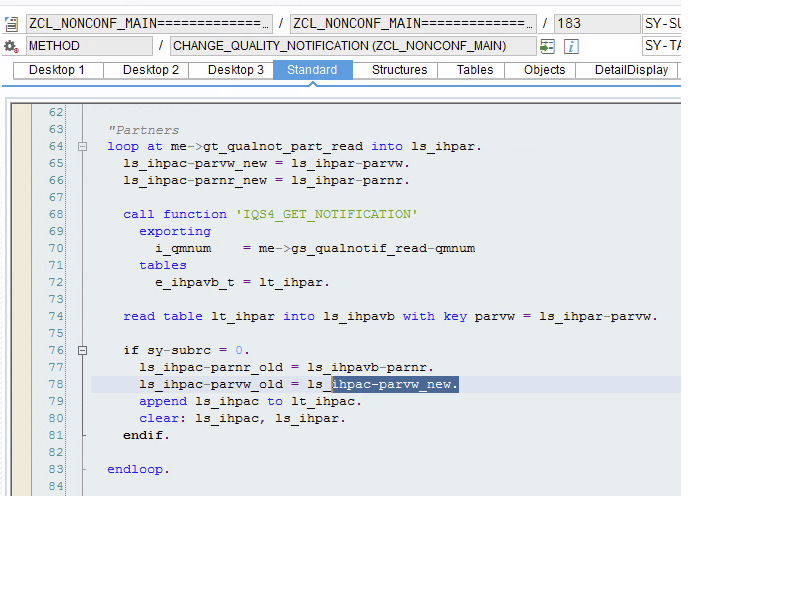 ZCL_NONCONF_MAIN=============… / ZCL_NONCONF_MAIN=============… / 183 SY-SU
METHOD / CHANGE_QUALITY_NOTIFICATION (ZCL_NONCONF_MAIN) SY-TA
Desktop 1 Desktop 2 Desktop 3 Standard Structures Tables Objects DetailDisplay
62
63 "Partners
64 loop at me->gt_qualnot_part_read into ls_ihpar.
65 ls_ihpac-parvw_new = ls_ihpar-parvw.
66 ls_ihpac-parnr_new = ls_ihpar-parnr.
67
68 call function 'IQS4_GET_NOTIFICATION'
69 exporting
70 i_qmnum = me->gs_qualnotif_read-qmnum
71 tables
72 e_ihpavb_t = lt_ihpar.
73
74 read table lt_ihpar into ls_ihpavb with key parvw = ls_ihpar-parvw.
75
76 if sy-subrc = 0.
77 ls_ihpac-parnr_old = ls_ihpavb-parnr.
78 ls_ihpac-parvw_old = ls_ihpac-parvw_new.
79 append ls_ihpac to lt_ihpac.
80 clear: ls_ihpac, ls_ihpar.
81 endif.
82
83 endloop.
84